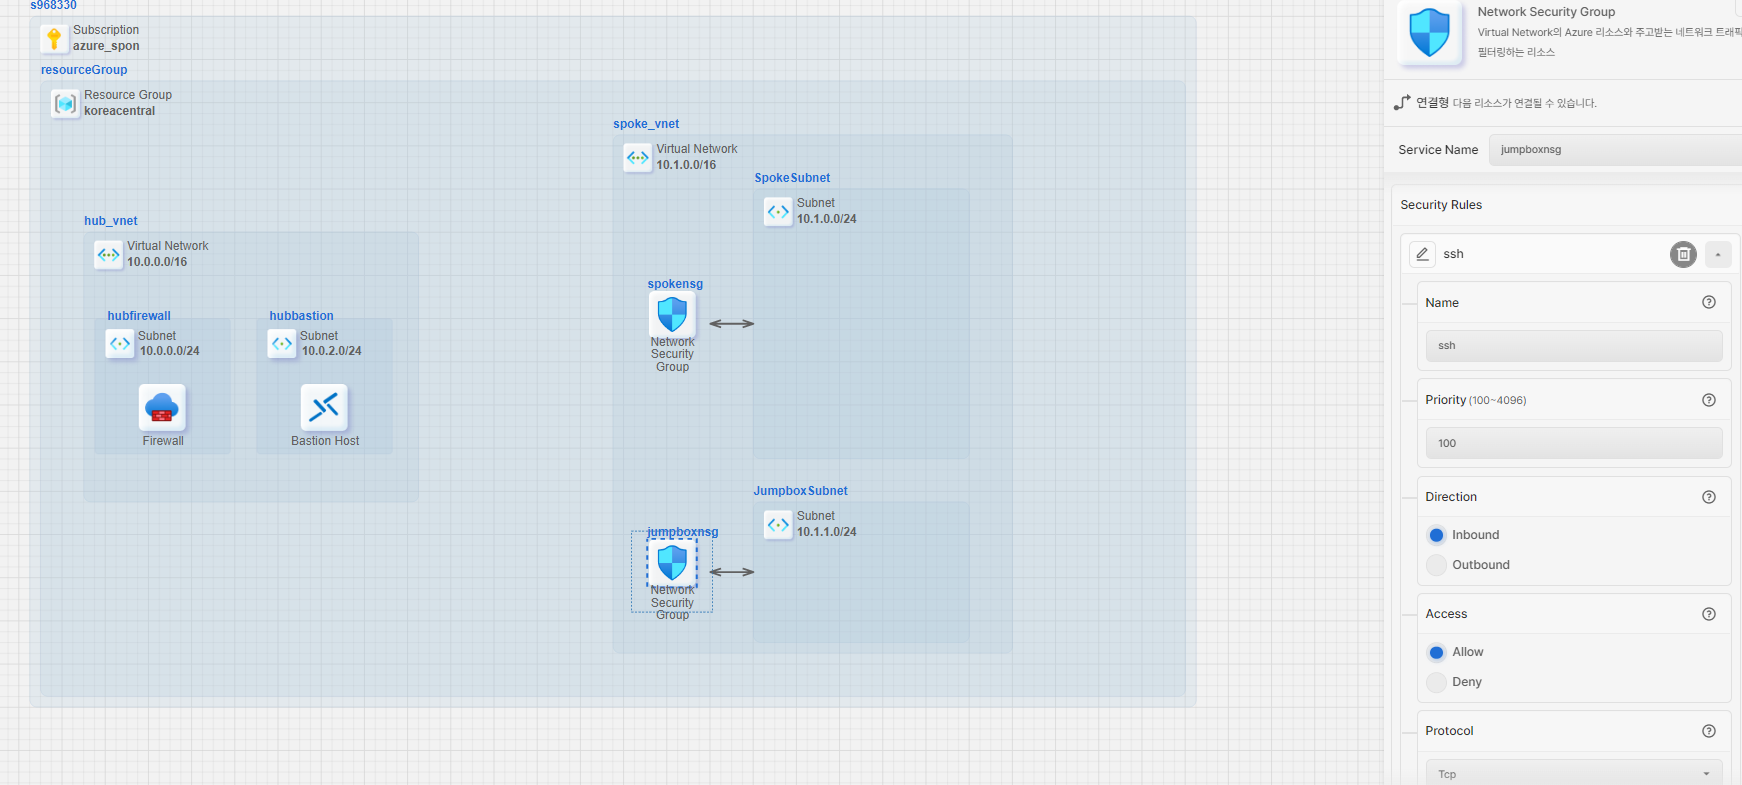 s968330
Subscription
azure_spon
resourceGroup
Resource Group
koreacentral
hub_vnet
Virtual Network
10.0.0.0/16
hubfirewall
Subnet
10.0.0.0/24
Firewall
hubbastion
Subnet
10.0.2.0/24
Bastion Host
spoke_vnet
Virtual Network
10.1.0.0/16
SpokeSubnet
Subnet
10.1.0.0/24
spokensg
Network
Security
Group
JumpboxSubnet
Subnet
10.1.1.0/24
jumpboxnsg
Network
Security
Group
Network Security Group
Virtual Network의 Azure 리소스와 주고받는 네트워크 트래픽
필터링하는 리소스
연결형 다음 리소스가 연결될 수 있습니다.
Service Name
jumpboxnsg
Security Rules
ssh
Name
ssh
Priority (100~4096)
100
Direction
Inbound
Outbound
Access
Allow
Deny
Protocol
Tcp